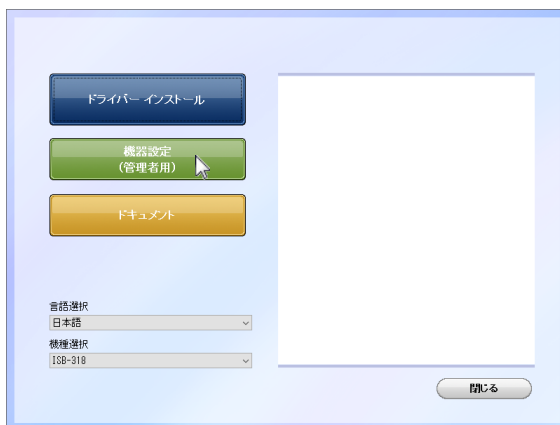 ドライバー インストール
機器設定
(管理者用)
ドキュメント
言語選択
日本語
機種選択
ISB-318
閉じる